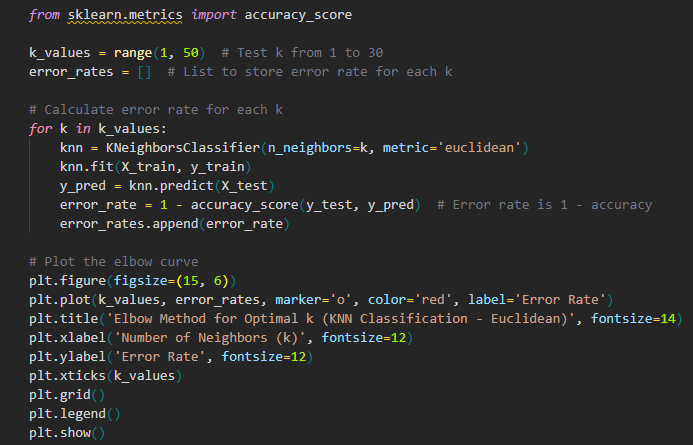 from sklearn.metrics import accuracy_score
k_values = range(1, 50)  # Test k from 1 to 30
error_rates = []  # List to store error rate for each k
# Calculate error rate for each k
for k in k_values:
    knn = KNeighborsClassifier(n_neighbors=k, metric='euclidean')
    knn.fit(X_train, y_train)
    y_pred = knn.predict(X_test)
    error_rate = 1 - accuracy_score(y_test, y_pred)  # Error rate is 1 - accuracy
    error_rates.append(error_rate)
# Plot the elbow curve
plt.figure(figsize=(15, 6))
plt.plot(k_values, error_rates, marker='o', color='red', label='Error Rate')
plt.title('Elbow Method for Optimal k (KNN Classification - Euclidean)', fontsize=14)
plt.xlabel('Number of Neighbors (k)', fontsize=12)
plt.ylabel('Error Rate', fontsize=12)
plt.xticks(k_values)
plt.grid()
plt.legend()
plt.show()